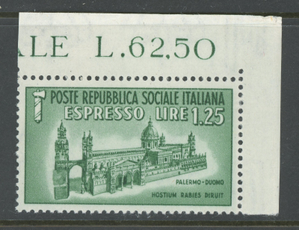 ALE L.62,50
POSTE REPUBBLICA SOCIALE ITALIANA
ESPRESSO LIRE 1.25
PALERMO-DUOMO
HOSTIUM RABIES DIRUIT